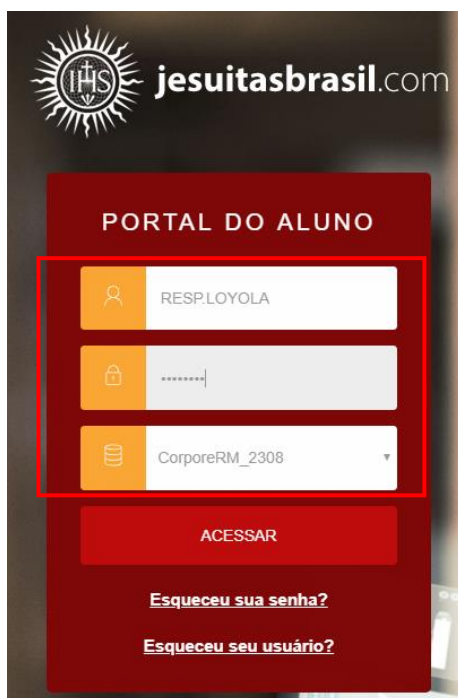 IHS
jesuitasbrasil.com
PORTAL DO ALUNO
RESP.LOYOLA
••••••••
CorporeRM_2308
ACESSAR
Esqueceu sua senha?
Esqueceu seu usuário?